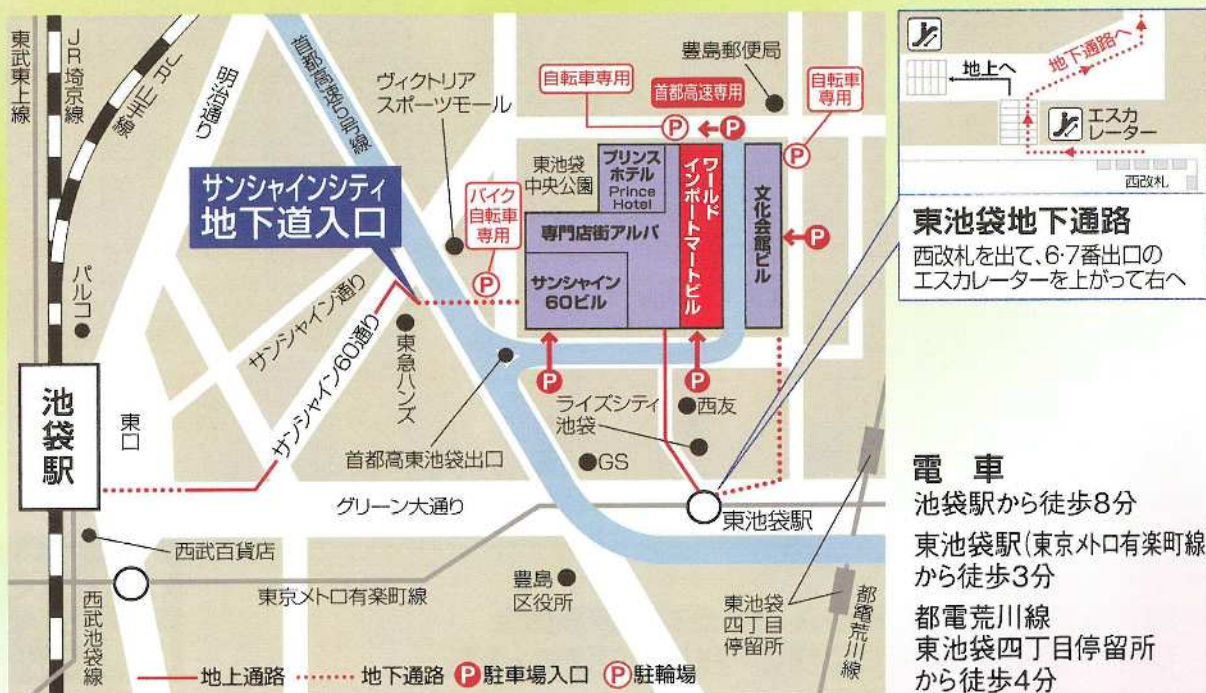 東武東上線
JR埼京線
JR山手線
明治通り
首都高速5号線
ヴィクトリア
スポーツモール
豊島郵便局
自転車専用
首都高速専用
自転車
専用
P
P
P
サンシャインシティ
地下道入口
バイク
自転車
専用
P
東池袋
中央公園
プリンス
ホテル
Prince
Hotel
ワールド
インポートマートビル
文化会館ビル
P
専門店街アルパ
サンシャイン
60ビル
パルコ
サンシャイン通り
サンシャイン60通り
東急ハンズ
P
P
池袋駅
東口
首都高東池袋出口
ライズシティ
池袋
西友
GS
グリーン大通り
東池袋駅
西武百貨店
東京メトロ有楽町線
豊島
区役所
東池袋
四丁目
停留所
都電荒川線
西武池袋線
地上通路
地下通路
P駐車場入口
P駐輪場
地上へ
地下通路へ
エスカ
レーター
西改札
東池袋地下通路
西改札を出て、6・7番出口の
エスカレーターを上がって右へ
電 車
池袋駅から徒歩8分
東池袋駅(東京メトロ有楽町線
から徒歩3分
都電荒川線
東池袋四丁目停留所
から徒歩4分